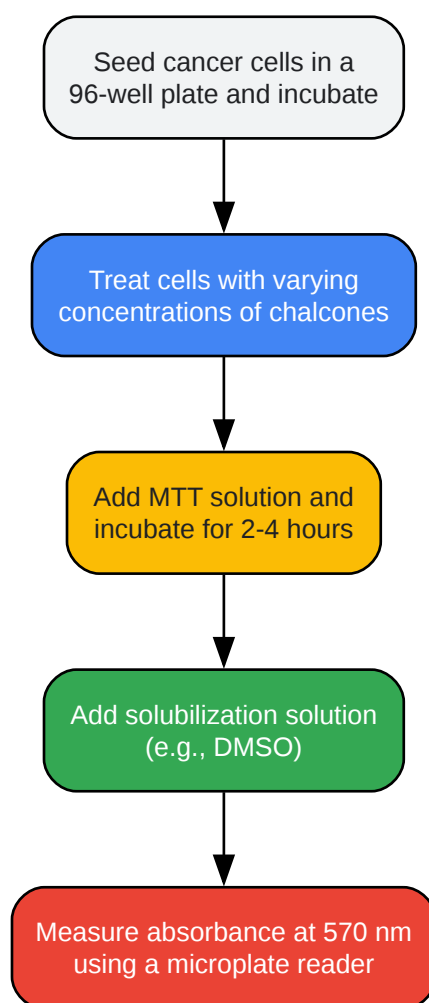 Seed cancer cells in a
96-well plate and incubate
Treat cells with varying
concentrations of chalcones
Add MTT solution and
incubate for 2-4 hours
Add solubilization solution
(e.g., DMSO)
Measure absorbance at 570 nm
using a microplate reader